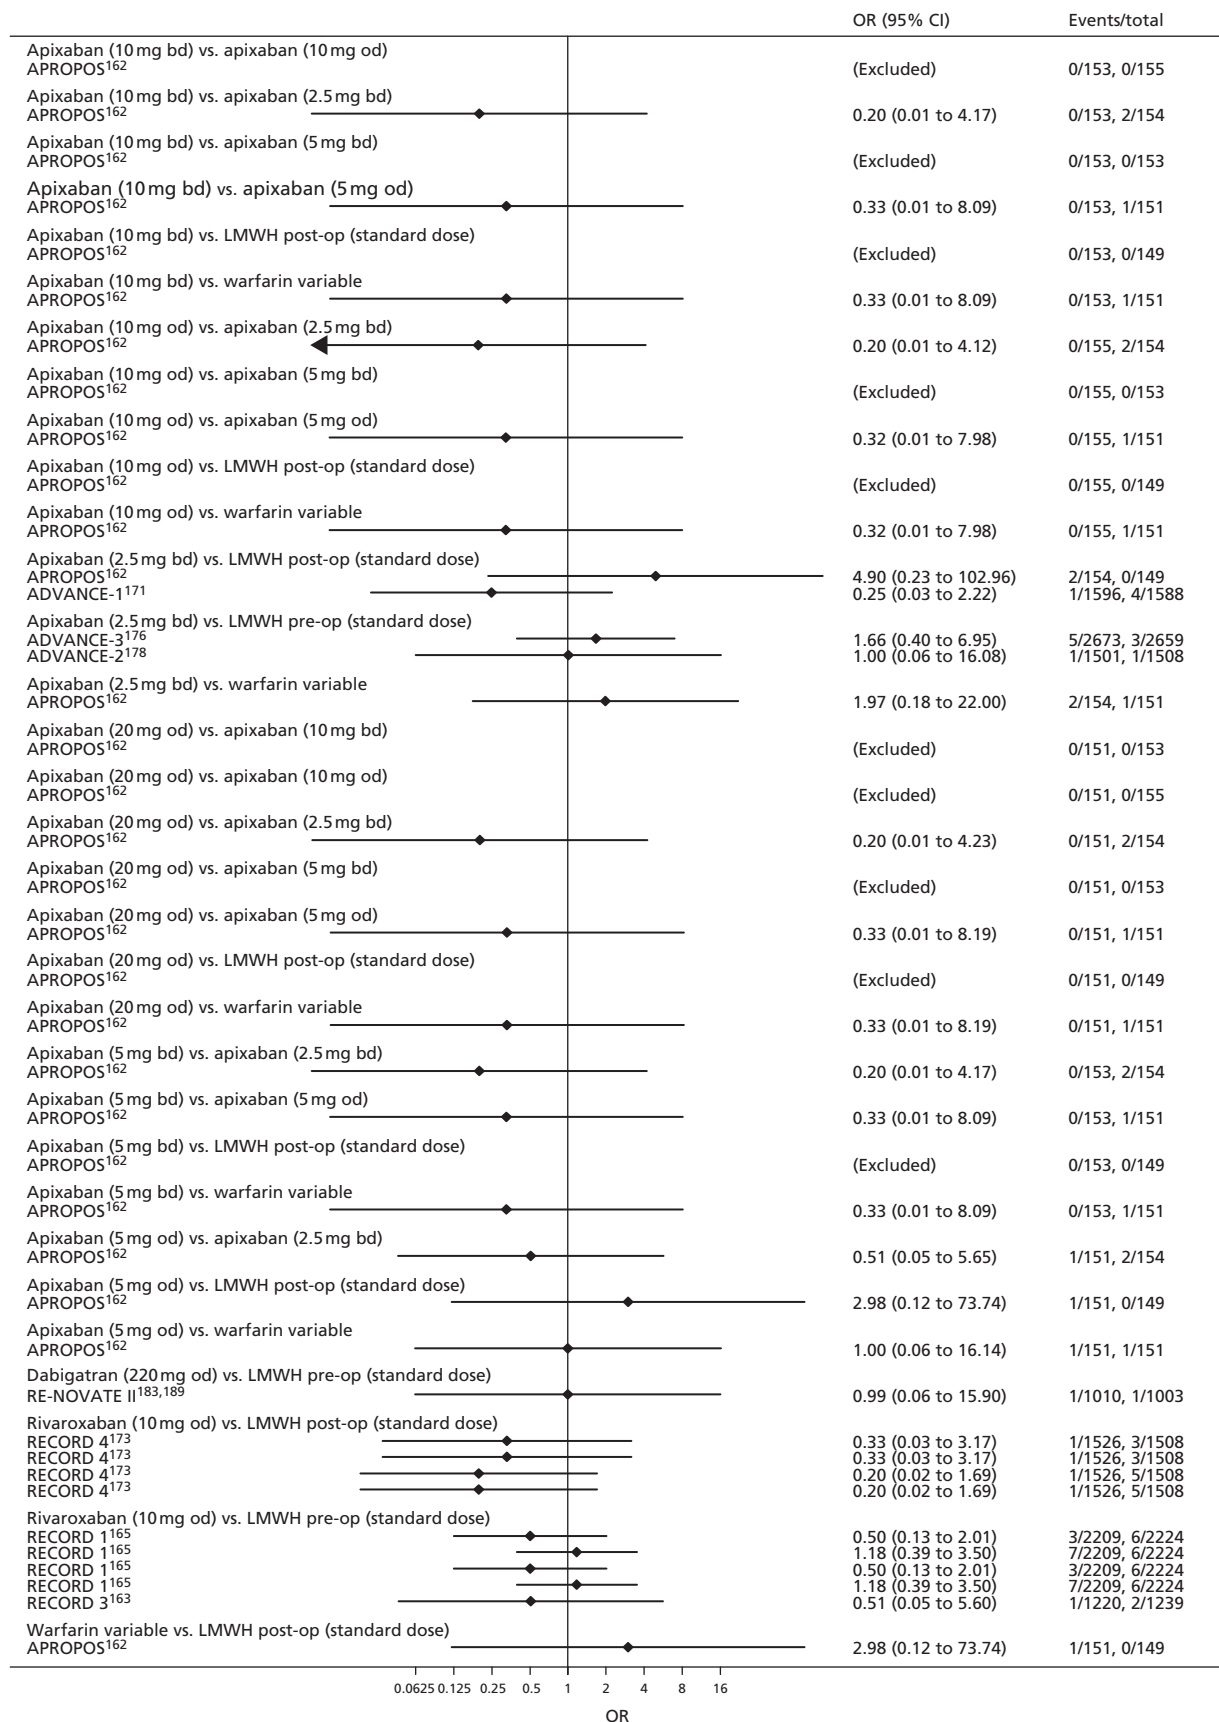 OR (95% CI) Events/total
Apixaban (10 mg bd) vs. apixaban (10 mg od)
APROPOS162 (Excluded) 0/153, 0/155
Apixaban (10 mg bd) vs. apixaban (2.5 mg bd)
APROPOS162 0.20 (0.01 to 4.17) 0/153, 2/154
Apixaban (10 mg bd) vs. apixaban (5 mg bd)
APROPOS162 (Excluded) 0/153, 0/153
Apixaban (10 mg bd) vs. apixaban (5 mg od)
APROPOS162 0.33 (0.01 to 8.09) 0/153, 1/151
Apixaban (10 mg bd) vs. LMWH post-op (standard dose)
APROPOS162 (Excluded) 0/153, 0/149
Apixaban (10 mg bd) vs. warfarin variable
APROPOS162 0.33 (0.01 to 8.09) 0/153, 1/151
Apixaban (10 mg od) vs. apixaban (2.5 mg bd)
APROPOS162 0.20 (0.01 to 4.12) 0/155, 2/154
Apixaban (10 mg od) vs. apixaban (5 mg bd)
APROPOS162 (Excluded) 0/155, 0/153
Apixaban (10 mg od) vs. apixaban (5 mg od)
APROPOS162 0.32 (0.01 to 7.98) 0/155, 1/151
Apixaban (10 mg od) vs. LMWH post-op (standard dose)
APROPOS162 (Excluded) 0/155, 0/149
Apixaban (10 mg od) vs. warfarin variable
APROPOS162 0.32 (0.01 to 7.98) 0/155, 1/151
Apixaban (2.5 mg bd) vs. LMWH post-op (standard dose)
APROPOS162 4.90 (0.23 to 102.96) 2/154, 0/149
ADVANCE-1171 0.25 (0.03 to 2.22) 1/1596, 4/1588
Apixaban (2.5 mg bd) vs. LMWH pre-op (standard dose)
ADVANCE-3176 1.66 (0.40 to 6.95) 5/2673, 3/2659
ADVANCE-2178 1.00 (0.06 to 16.08) 1/1501, 1/1508
Apixaban (2.5 mg bd) vs. warfarin variable
APROPOS162 1.97 (0.18 to 22.00) 2/154, 1/151
Apixaban (20 mg od) vs. apixaban (10 mg bd)
APROPOS162 (Excluded) 0/151, 0/153
Apixaban (20 mg od) vs. apixaban (10 mg od)
APROPOS162 (Excluded) 0/151, 0/155
Apixaban (20 mg od) vs. apixaban (2.5 mg bd)
APROPOS162 0.20 (0.01 to 4.23) 0/151, 2/154
Apixaban (20 mg od) vs. apixaban (5 mg bd)
APROPOS162 (Excluded) 0/151, 0/153
Apixaban (20 mg od) vs. apixaban (5 mg od)
APROPOS162 0.33 (0.01 to 8.19) 0/151, 1/151
Apixaban (20 mg od) vs. LMWH post-op (standard dose)
APROPOS162 (Excluded) 0/151, 0/149
Apixaban (20 mg od) vs. warfarin variable
APROPOS162 0.33 (0.01 to 8.19) 0/151, 1/151
Apixaban (5 mg bd) vs. apixaban (2.5 mg bd)
APROPOS162 0.20 (0.01 to 4.17) 0/153, 2/154
Apixaban (5 mg bd) vs. apixaban (5 mg od)
APROPOS162 0.33 (0.01 to 8.09) 0/153, 1/151
Apixaban (5 mg bd) vs. LMWH post-op (standard dose)
APROPOS162 (Excluded) 0/153, 0/149
Apixaban (5 mg bd) vs. warfarin variable
APROPOS162 0.33 (0.01 to 8.09) 0/153, 1/151
Apixaban (5 mg od) vs. apixaban (2.5 mg bd)
APROPOS162 0.51 (0.05 to 5.65) 1/151, 2/154
Apixaban (5 mg od) vs. LMWH post-op (standard dose)
APROPOS162 2.98 (0.12 to 73.74) 1/151, 0/149
Apixaban (5 mg od) vs. warfarin variable
APROPOS162 1.00 (0.06 to 16.14) 1/151, 1/151
Dabigatran (220 mg od) vs. LMWH pre-op (standard dose)
RE-NOVATE II183,189 0.99 (0.06 to 15.90) 1/1010, 1/1003
Rivaroxaban (10 mg od) vs. LMWH post-op (standard dose)
RECORD 4173 0.33 (0.03 to 3.17) 1/1526, 3/1508
RECORD 4173 0.33 (0.03 to 3.17) 1/1526, 3/1508
RECORD 4173 0.20 (0.02 to 1.69) 1/1526, 5/1508
RECORD 4173 0.20 (0.02 to 1.69) 1/1526, 5/1508
Rivaroxaban (10 mg od) vs. LMWH pre-op (standard dose)
RECORD 1165 0.50 (0.13 to 2.01) 3/2209, 6/2224
RECORD 1165 1.18 (0.39 to 3.50) 7/2209, 6/2224
RECORD 1165 0.50 (0.13 to 2.01) 3/2209, 6/2224
RECORD 1165 1.18 (0.39 to 3.50) 7/2209, 6/2224
RECORD 3163 0.51 (0.05 to 5.60) 1/1220, 2/1239
Warfarin variable vs. LMWH post-op (standard dose)
APROPOS162 2.98 (0.12 to 73.74) 1/151, 0/149
0.0625 0.125 0.25 0.5 1 2 4 8 16
OR